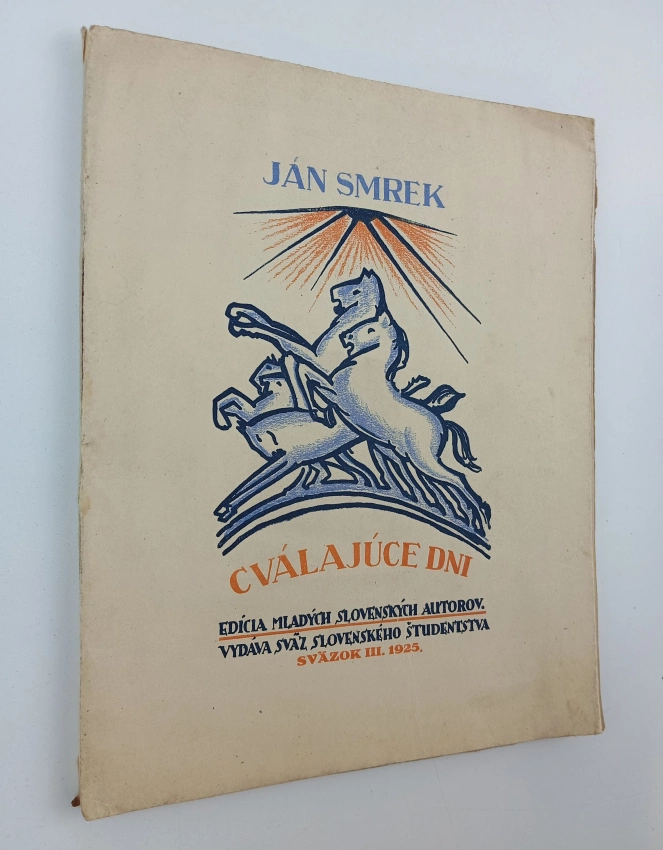 JÁN SMREK
CVÁLAJÚCE DNI
EDÍCIA MLADÝCH SLOVENSKÝCH AUTOROV.
VYDÁVA SVÄZ SLOVENSKÉHO ŠTUDENTSTVA
SVÄZOK III. 1925.